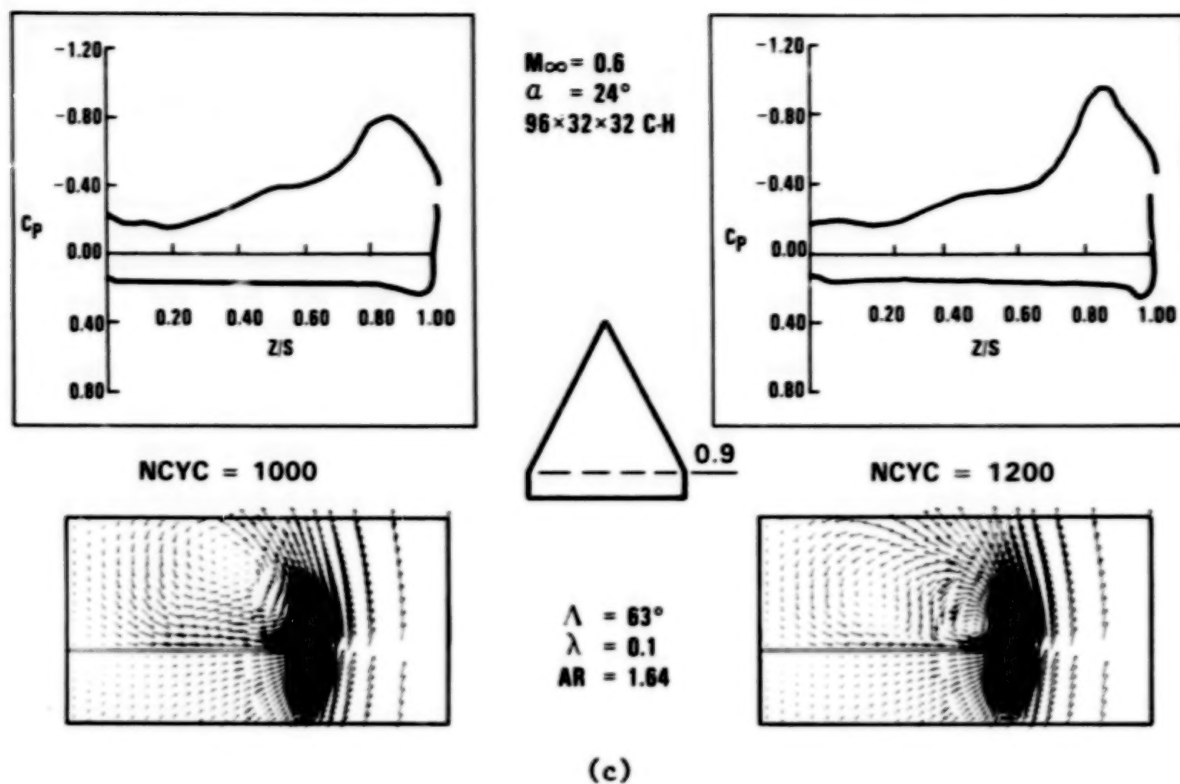 -1.20
-0.80
-0.40
C_P
0.00
0.20 0.40 0.60 0.80 1.00
0.40
Z/S
0.80
M∞ = 0.6
α = 24°
96×32×32 C-H
-1.20
-0.80
-0.40
C_P
0.00
0.20 0.40 0.60 0.80 1.00
0.40
Z/S
0.80
0.9
NCYC = 1000
NCYC = 1200
Λ = 63°
λ = 0.1
AR = 1.64
(c)